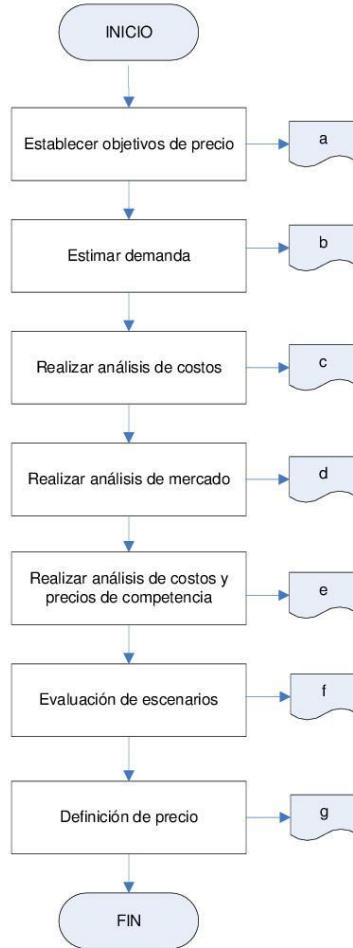 INICIO
Establecer objetivos de precio
a
Estimar demanda
b
Realizar análisis de costos
c
Realizar análisis de mercado
d
Realizar análisis de costos y
precios de competencia
e
Evaluación de escenarios
f
Definición de precio
g
FIN